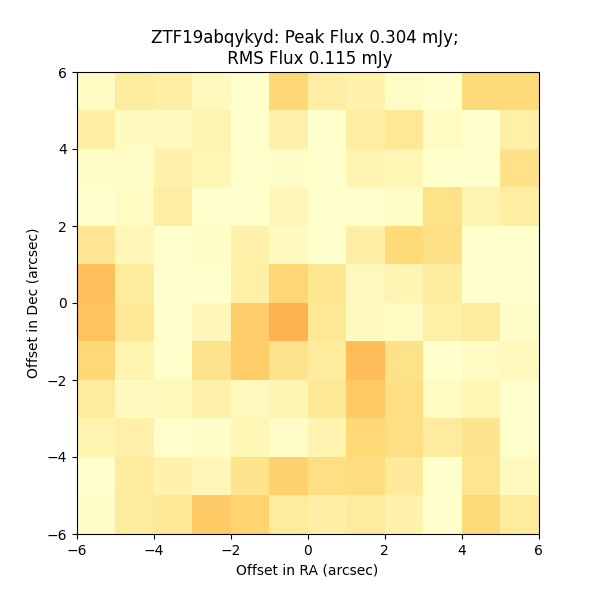 ZTF19abqykyd: Peak Flux 0.304 mJy;
RMS Flux 0.115 mJy
6
4
2
0
−2
−4
−6
Offset in Dec (arcsec)
−6 −4 −2 0 2 4 6
Offset in RA (arcsec)